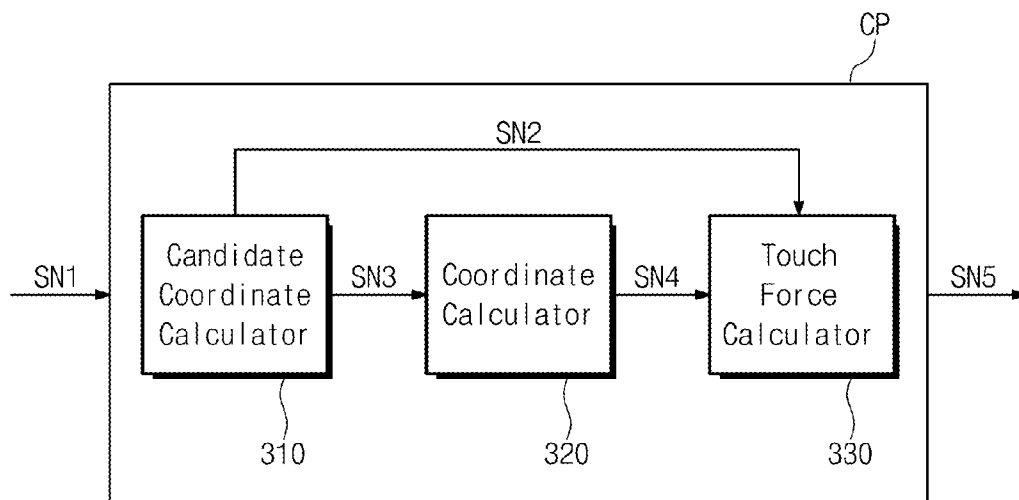 CP
SN2
SN1
Candidate
Coordinate
Calculator
SN3
Coordinate
Calculator
SN4
Touch
Force
Calculator
SN5
310
320
330